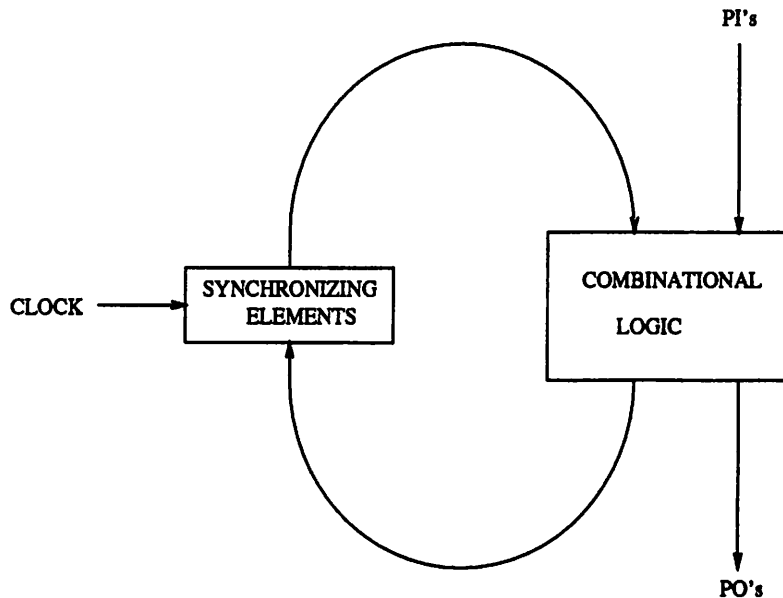 PI's
SYNCHRONIZING
ELEMENTS
CLOCK
COMBINATIONAL
LOGIC
PO's